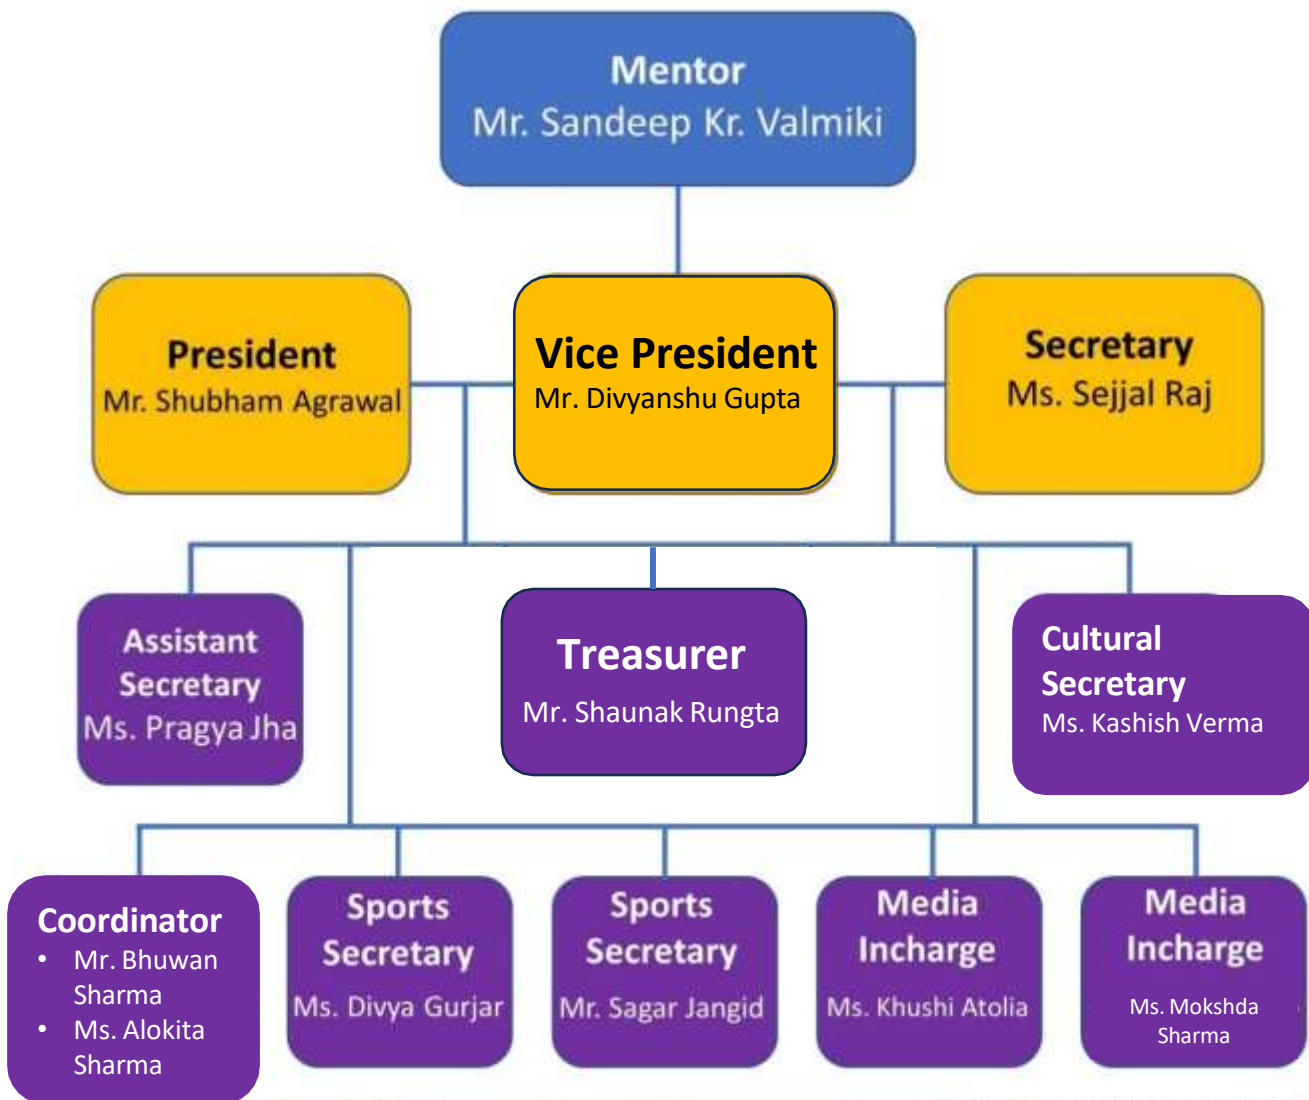 Mentor
Mr. Sandeep Kr. Valmiki
President
Mr. Shubham Agrawal
Vice President
Mr. Divyanshu Gupta
Secretary
Ms. Sejjal Raj
Assistant
Secretary
Ms. Pragya Jha
Treasurer
Mr. Shaunak Rungta
Cultural
Secretary
Ms. Kashish Verma
Coordinator
• Mr. Bhuwan
Sharma
• Ms. Alokita
Sharma
Sports
Secretary
Ms. Divya Gurjar
Sports
Secretary
Mr. Sagar Jangid
Media
Incharge
Ms. Khushi Atolia
Media
Incharge
Ms. Mokshda
Sharma